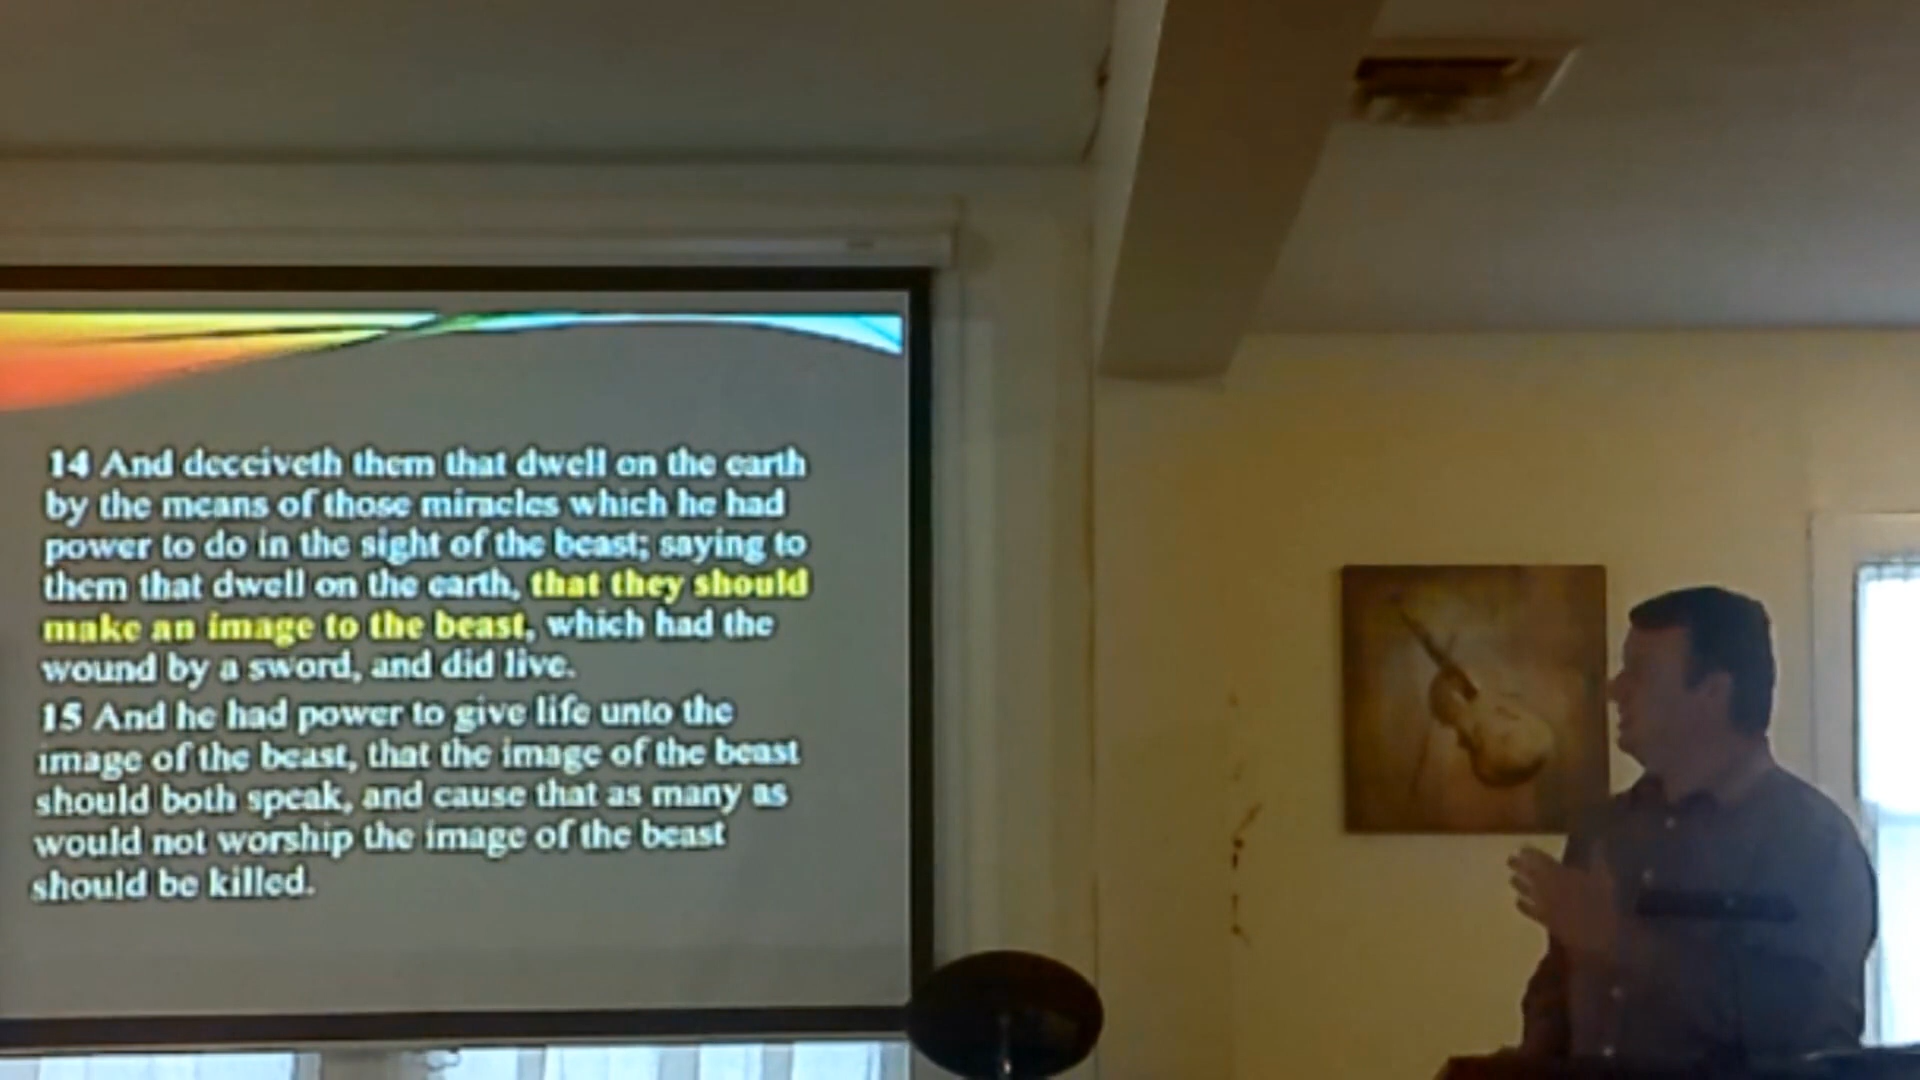 14 And deceiveth them that dwell on the earth
by the means of those miracles which he had
power to do in the sight of the beast; saying to
them that dwell on the earth, that they should
make an image to the beast, which had the
wound by a sword, and did live.
15 And he had power to give life unto the
image of the beast, that the image of the beast
should both speak, and cause that as many as
would not worship the image of the beast
should be killed.